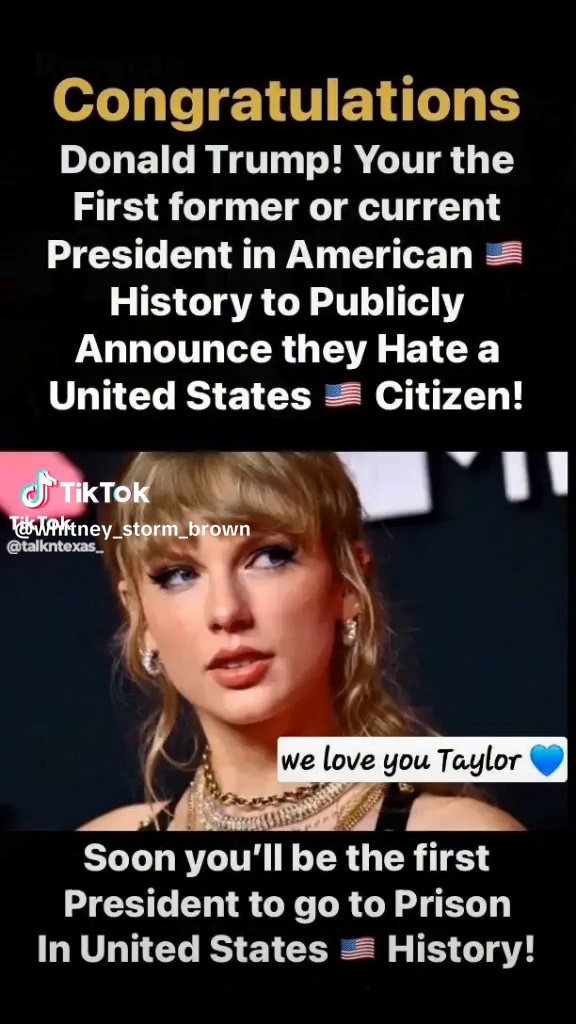 Congratulations
Donald Trump! Your the
First former or current
President in American 🇺🇸
History to Publicly
Announce they Hate a
United States 🇺🇸 Citizen!
TikTok
TikTok
@whitney_storm_brown
@talkntexas_
we love you Taylor 💙
Soon you’ll be the first
President to go to Prison
In United States 🇺🇸 History!